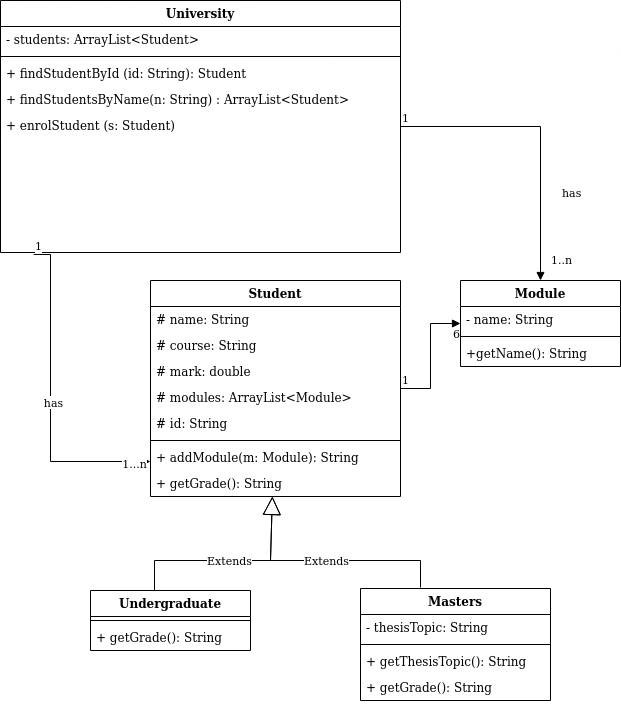 University
- students: ArrayList<Student>
+ findStudentById (id: String): Student
+ findStudentsByName(n: String) : ArrayList<Student>
+ enrolStudent (s: Student)
1
has
1..n
1
has
1...n
Student
# name: String
# course: String
# mark: double
# modules: ArrayList<Module>
# id: String
+ addModule(m: Module): String
+ getGrade(): String
1
6
Module
- name: String
+getName(): String
Extends
Extends
Undergraduate
+ getGrade(): String
Masters
- thesisTopic: String
+ getThesisTopic(): String
+ getGrade(): String